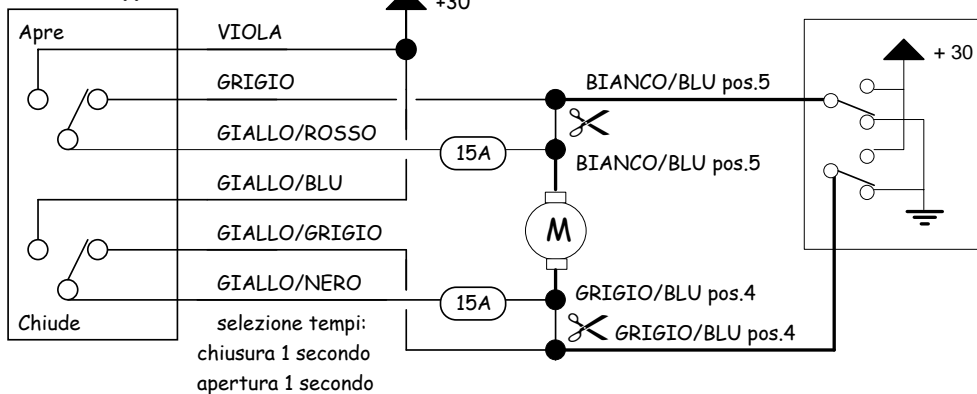 +30
Apre
VIOLA
+ 30
GRIGIO
BIANCO/BLU pos.5
GIALLO/ROSSO
15A
BIANCO/BLU pos.5
GIALLO/BLU
M
GIALLO/GRIGIO
GIALLO/NERO
15A
GRIGIO/BLU pos.4
Chiude
selezione tempi:
GRIGIO/BLU pos.4
chiusura 1 secondo
apertura 1 secondo